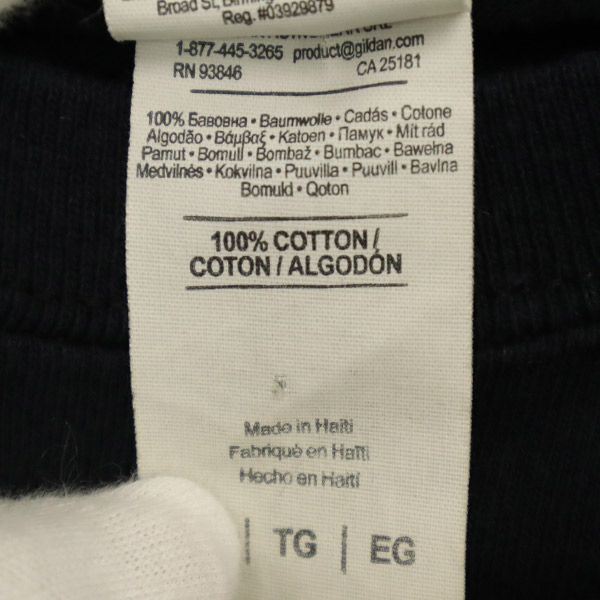 Broad St,
Reg. #03929879
1-877-445-3265 product@gildan.com
RN 93846 CA 25181
100% Бавовна • Baumwolle • Cadás • Cotone
Algodão • Βάμβαξ • Katoen • Памук • Mit rád
Pamut • Bomull • Bombaž • Bumbac • Bawełna
Medvilnės • Kokvilna • Puuvilla • Puuvill • Bavlna
Bomuld • Qoton
100% COTTON /
COTON / ALGODÓN
Made in Haiti
Fabriqué en Haïti
Hecho en Haití
| TG | EG